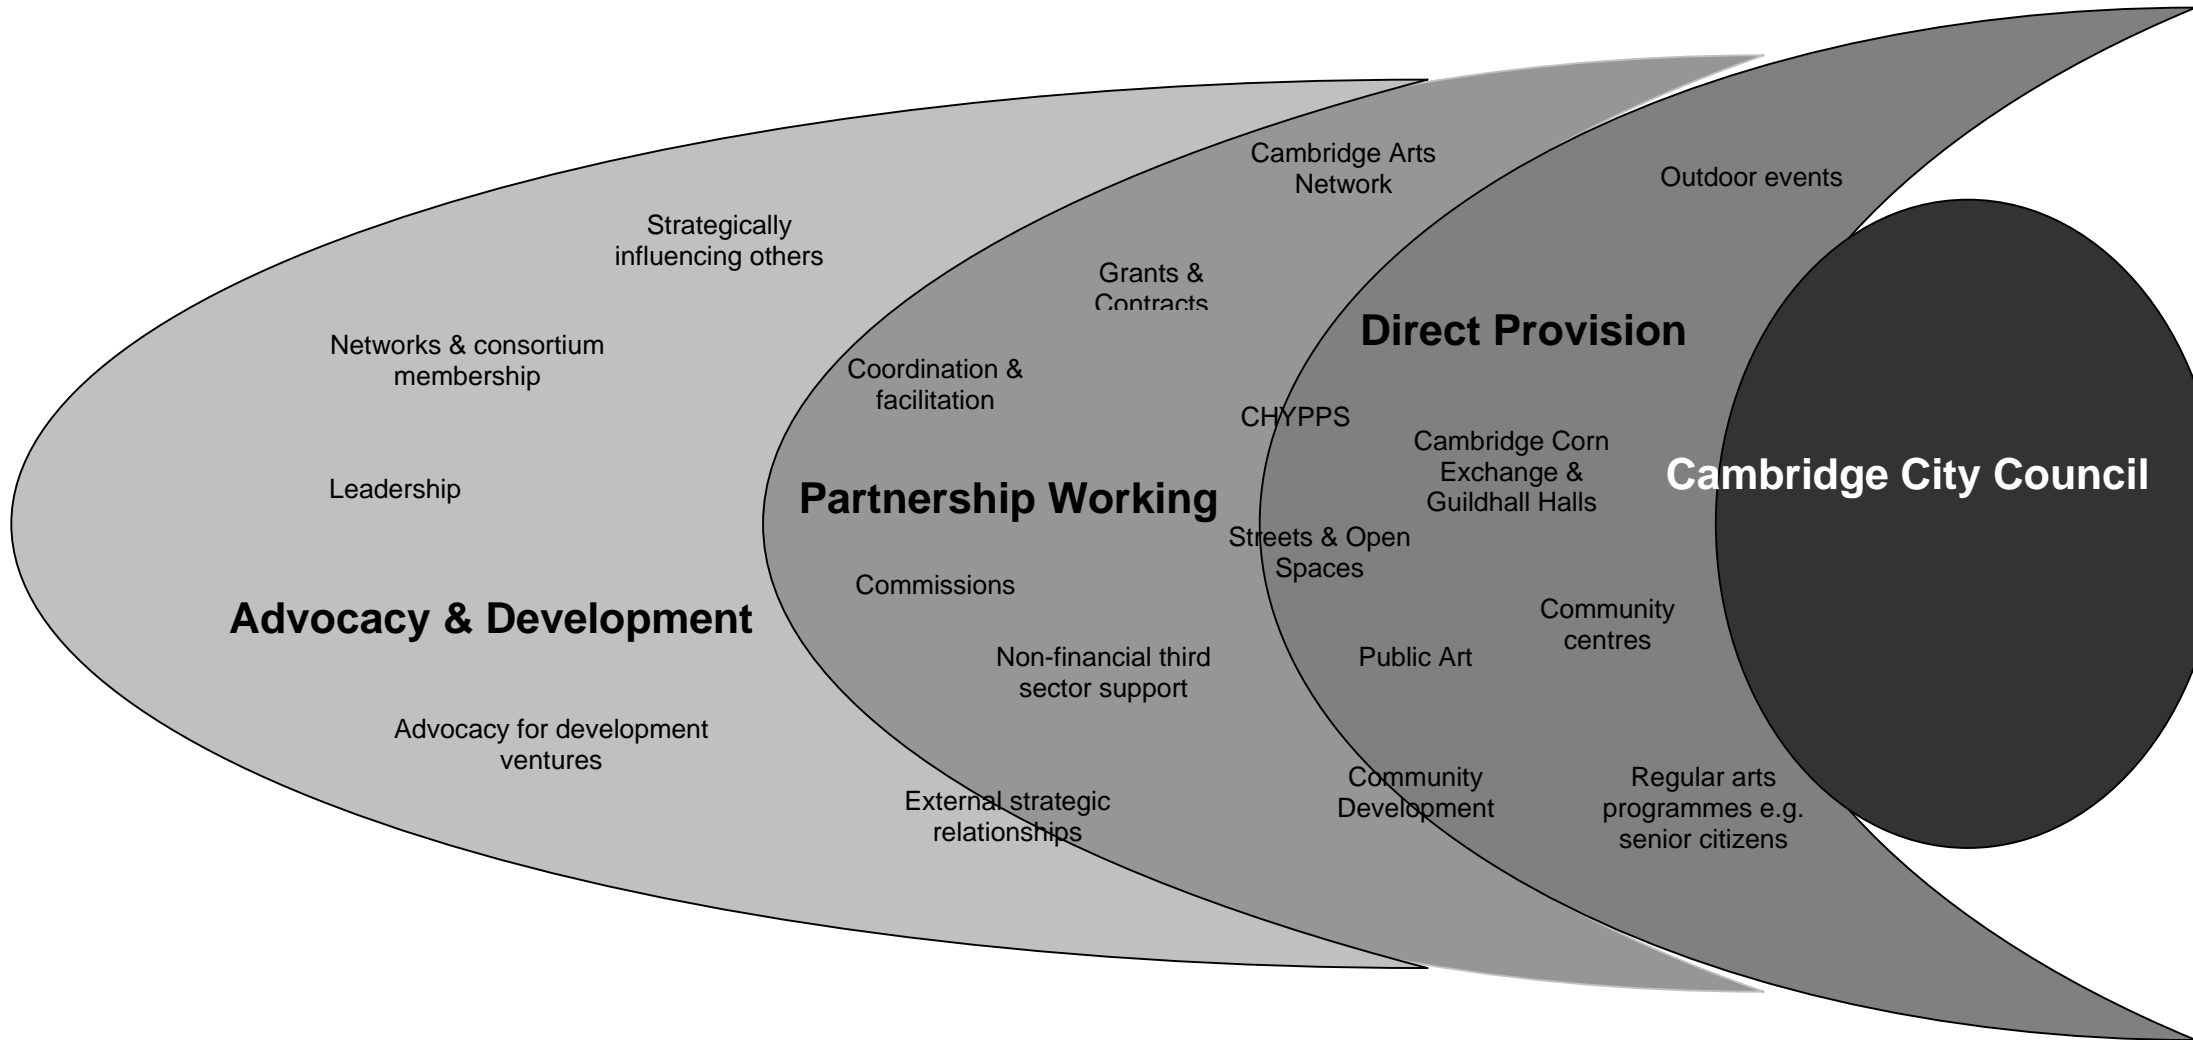 Cambridge Arts
Network
Outdoor events
Strategically
influencing others
Grants &
Contracts
Direct Provision
Networks & consortium
membership
Coordination &
facilitation
CHYPPS
Cambridge Corn
Exchange &
Guildhall Halls
Cambridge City Council
Leadership
Partnership Working
Streets & Open
Spaces
Commissions
Community
centres
Advocacy & Development
Non-financial third
sector support
Public Art
Advocacy for development
ventures
External strategic
relationships
Community
Development
Regular arts
programmes e.g.
senior citizens